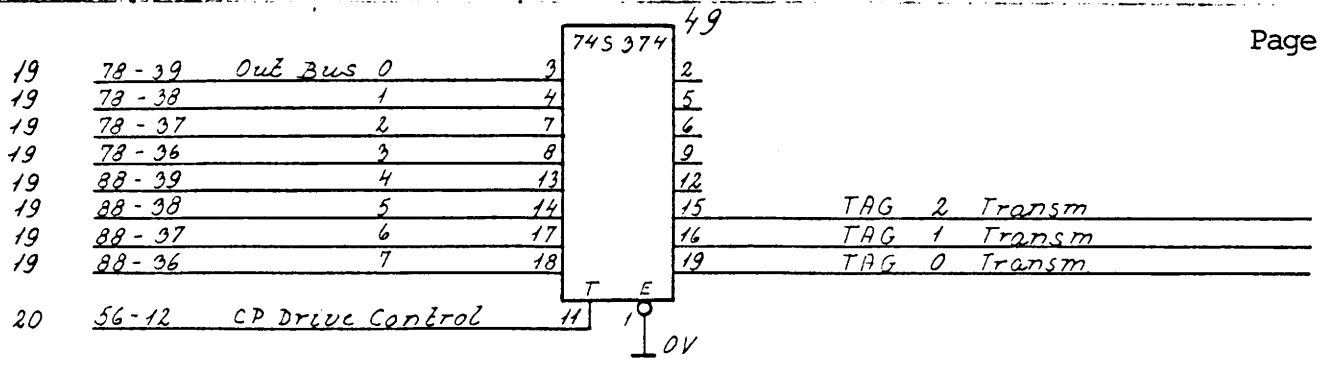 49
74S374
Page
19 78-39 Out Bus 0 3 2
19 78-38 1 4 5
19 78-37 2 7 6
19 78-36 3 8 9
19 88-39 4 13 12
19 88-38 5 14 15 TAG 2 Transm
19 88-37 6 17 16 TAG 1 Transm
19 88-36 7 18 19 TAG 0 Transm
T E
20 56-12 CP Drive Control 11 1
0V